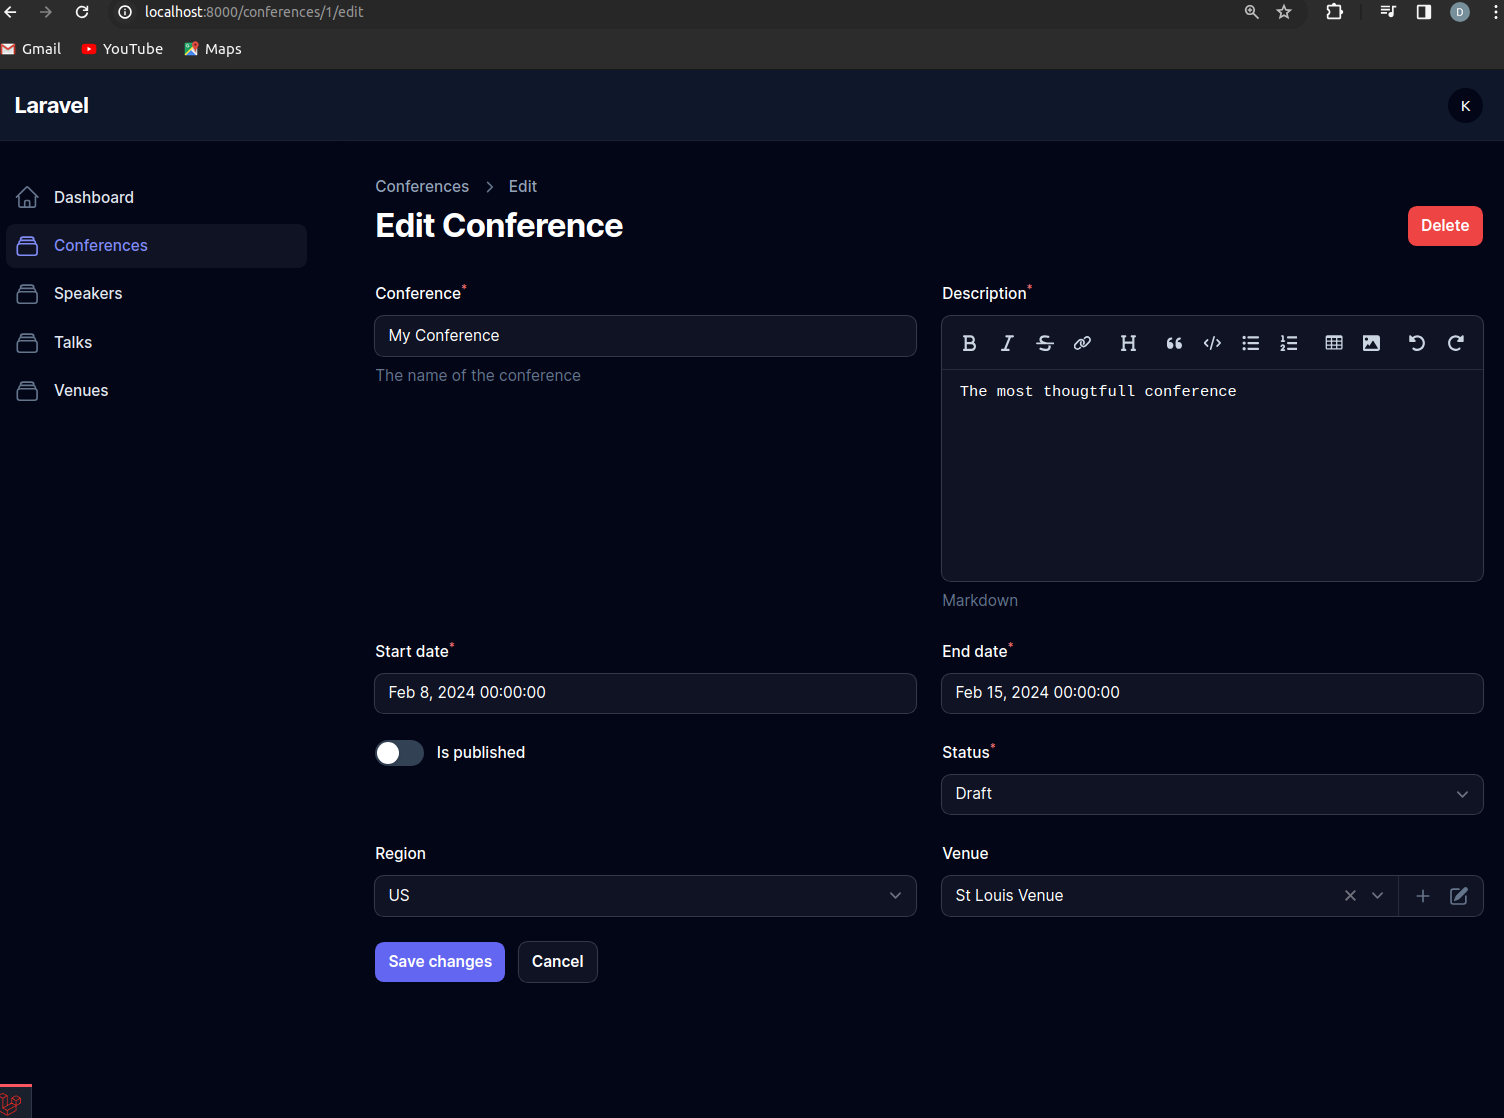 localhost:8000/conferences/1/edit
D
Gmail
YouTube
Maps
Laravel
K
Dashboard
Conferences
Speakers
Talks
Venues
Conferences > Edit
Edit Conference
Delete
Conference*
My Conference
The name of the conference
Description*
The most thougtfull conference
Markdown
Start date*
Feb 8, 2024 00:00:00
End date*
Feb 15, 2024 00:00:00
Is published
Status*
Draft
Region
US
Venue
St Louis Venue
Save changes
Cancel